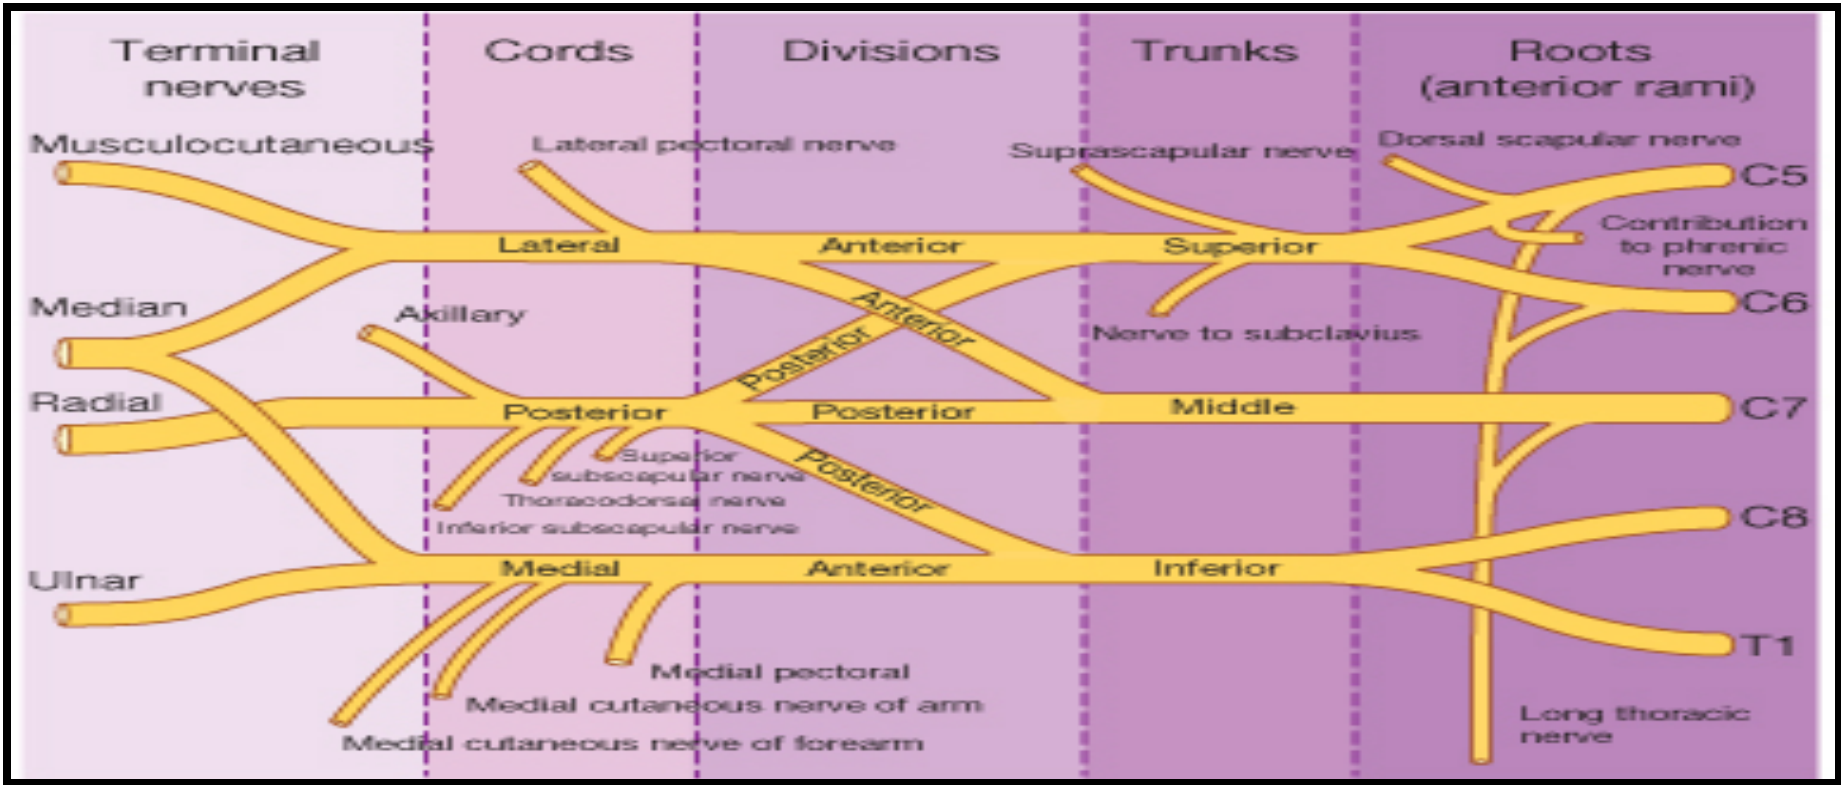 Terminal
nerves
Cords
Divisions
Trunks
Roots
(anterior rami)
Musculocutaneous
Lateral pectoral nerve
Suprascapular nerve
Dorsal scapular nerve
C5
Contribution
to phrenic
nerve
Lateral
Anterior
Superior
Median
Axillary
Anterior
Posterior
Nerve to subclavius
C6
Radial
Posterior
Posterior
Middle
C7
Superior
subscapular nerve
Thoracodorsal nerve
Inferior subscapular nerve
Posterior
C8
Ulnar
Medial
Anterior
Inferior
T1
Medial pectoral
Medial cutaneous nerve of arm
Medial cutaneous nerve of forearm
Long thoracic
nerve